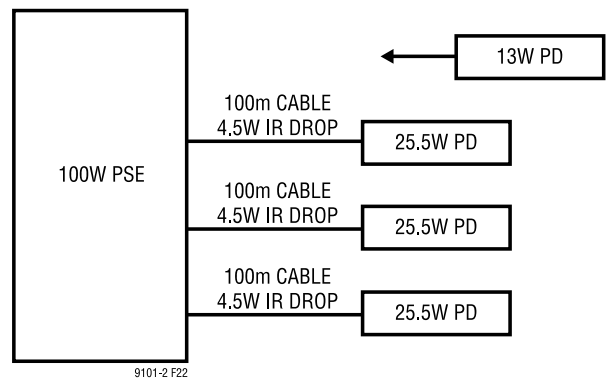 13W PD
100W PSE
100m CABLE
4.5W IR DROP
25.5W PD
100m CABLE
4.5W IR DROP
25.5W PD
100m CABLE
4.5W IR DROP
25.5W PD
9101-2 F22